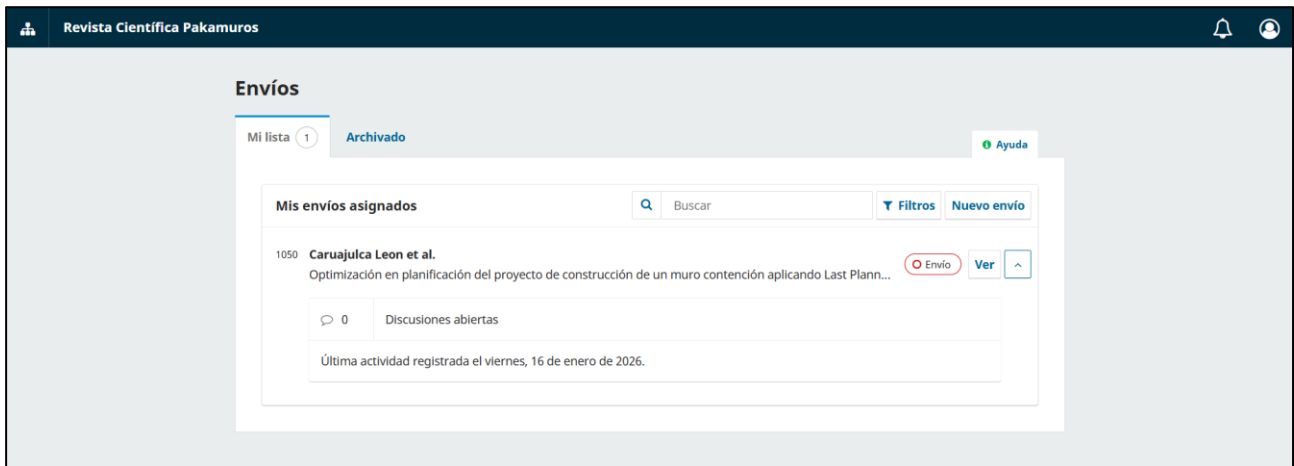 Revista Científica Pakamuros
Envíos
Mi lista 1 Archivado
Ayuda
Mis envíos asignados Buscar Filtros Nuevo envío
1050 Caruajulca Leon et al.
Optimización en planificación del proyecto de construcción de un muro contención aplicando Last Plann... Envío Ver
0 Discusiones abiertas
Última actividad registrada el viernes, 16 de enero de 2026.